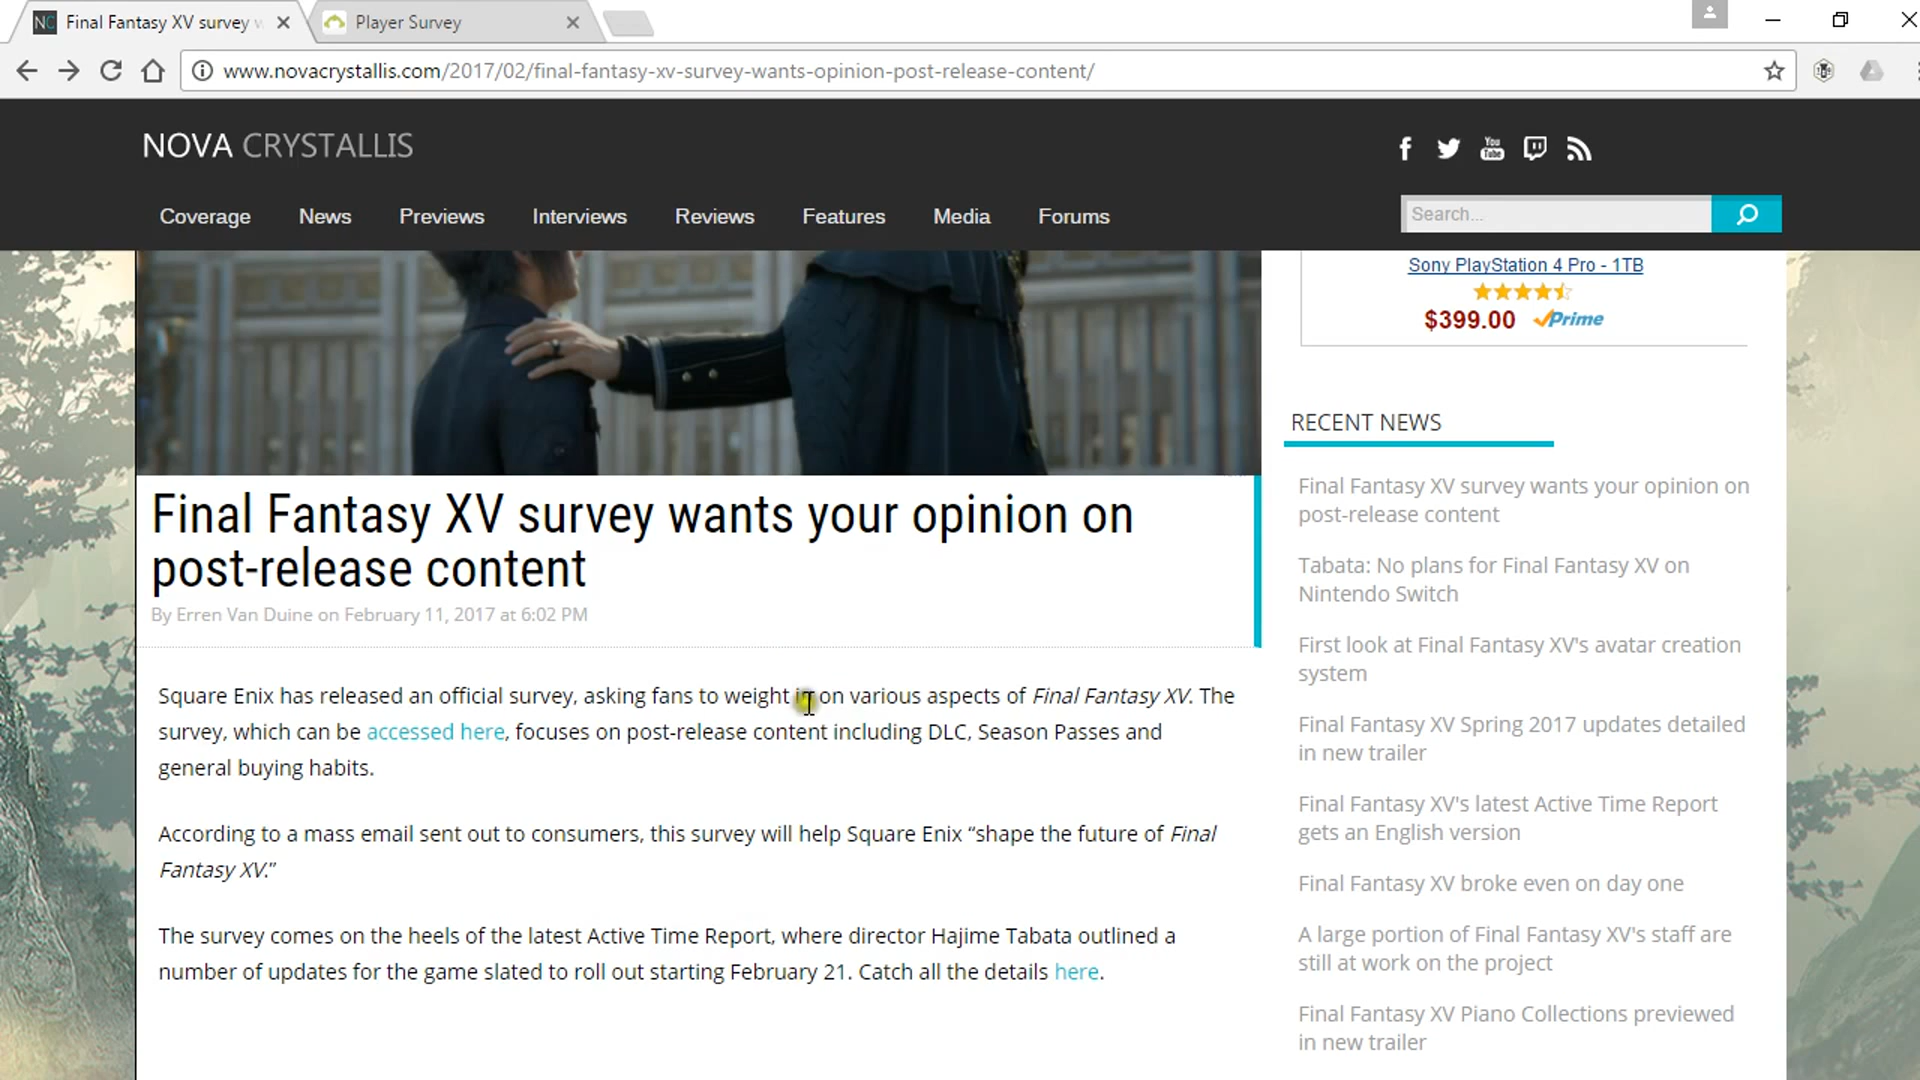 Final Fantasy XV survey w
Player Survey
www.novacrystallis.com/2017/02/final-fantasy-xv-survey-wants-opinion-post-release-content/
NOVA CRYSTALLIS
Coverage News Previews Interviews Reviews Features Media Forums
Search...
Sony PlayStation 4 Pro - 1TB
$399.00 Prime
Final Fantasy XV survey wants your opinion on
post-release content
By Erren Van Duine on February 11, 2017 at 6:02 PM
Square Enix has released an official survey, asking fans to weight in on various aspects of Final Fantasy XV. The
survey, which can be accessed here, focuses on post-release content including DLC, Season Passes and
general buying habits.
According to a mass email sent out to consumers, this survey will help Square Enix “shape the future of Final
Fantasy XV.”
The survey comes on the heels of the latest Active Time Report, where director Hajime Tabata outlined a
number of updates for the game slated to roll out starting February 21. Catch all the details here.
RECENT NEWS
Final Fantasy XV survey wants your opinion on
post-release content
Tabata: No plans for Final Fantasy XV on
Nintendo Switch
First look at Final Fantasy XV's avatar creation
system
Final Fantasy XV Spring 2017 updates detailed
in new trailer
Final Fantasy XV's latest Active Time Report
gets an English version
Final Fantasy XV broke even on day one
A large portion of Final Fantasy XV's staff are
still at work on the project
Final Fantasy XV Piano Collections previewed
in new trailer